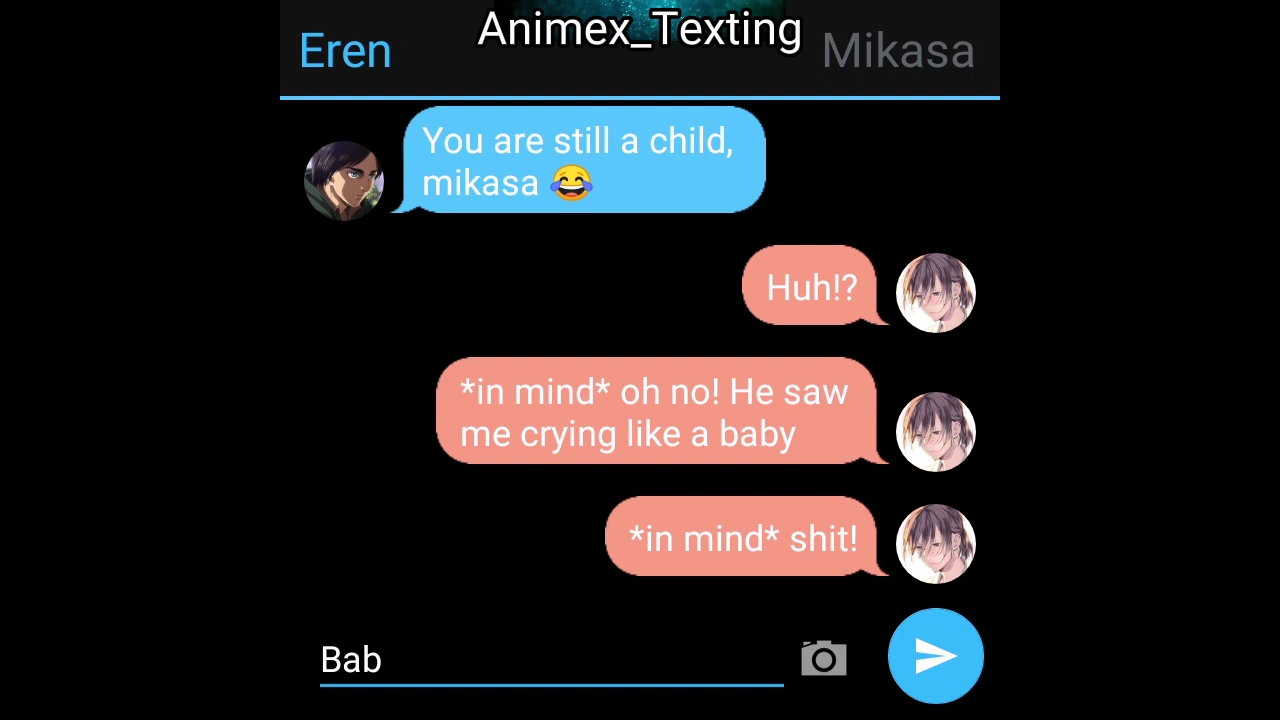 Animex_Texting
Eren
Mikasa
You are still a child,
mikasa 😂
Huh!?
*in mind* oh no! He saw
me crying like a baby
*in mind* shit!
Bab